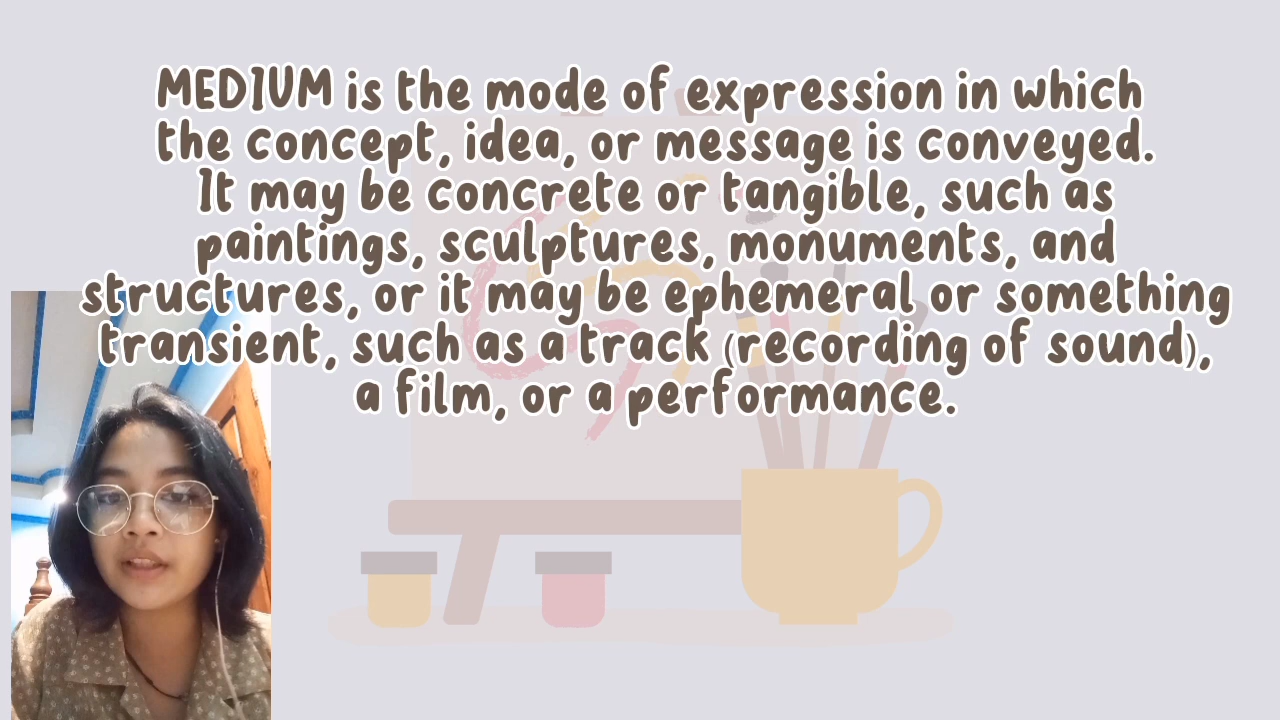 MEDIUM is the mode of expression in which
the concept, idea, or message is conveyed.
It may be concrete or tangible, such as
paintings, sculptures, monuments, and
structures, or it may be ephemeral or something
transient, such as a track (recording of sound),
a film, or a performance.